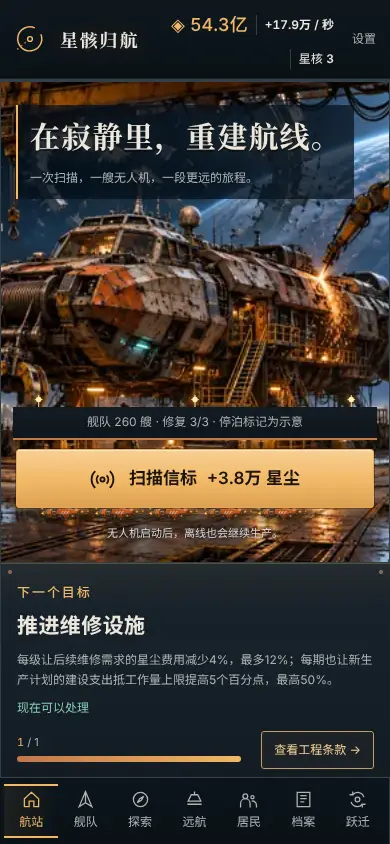 星骸归航
◈ 54.3亿
+17.9万 / 秒
星核 3
设置
在寂静里，重建航线。
一次扫描，一艘无人机，一段更远的旅程。
舰队 260 艘 · 修复 3/3 · 停泊标记为示意
扫描信标 +3.8万 星尘
无人机启动后，离线也会继续生产。
下一个目标
推进维修设施
每级让后续维修需求的星尘费用减少4%，最多12%；每期也让新生
产计划的建设支出抵工作量上限提高5个百分点，最高50%。
现在可以处理
1 / 1
查看工程条款 →
航站
舰队
探索
远航
居民
档案
跃迁